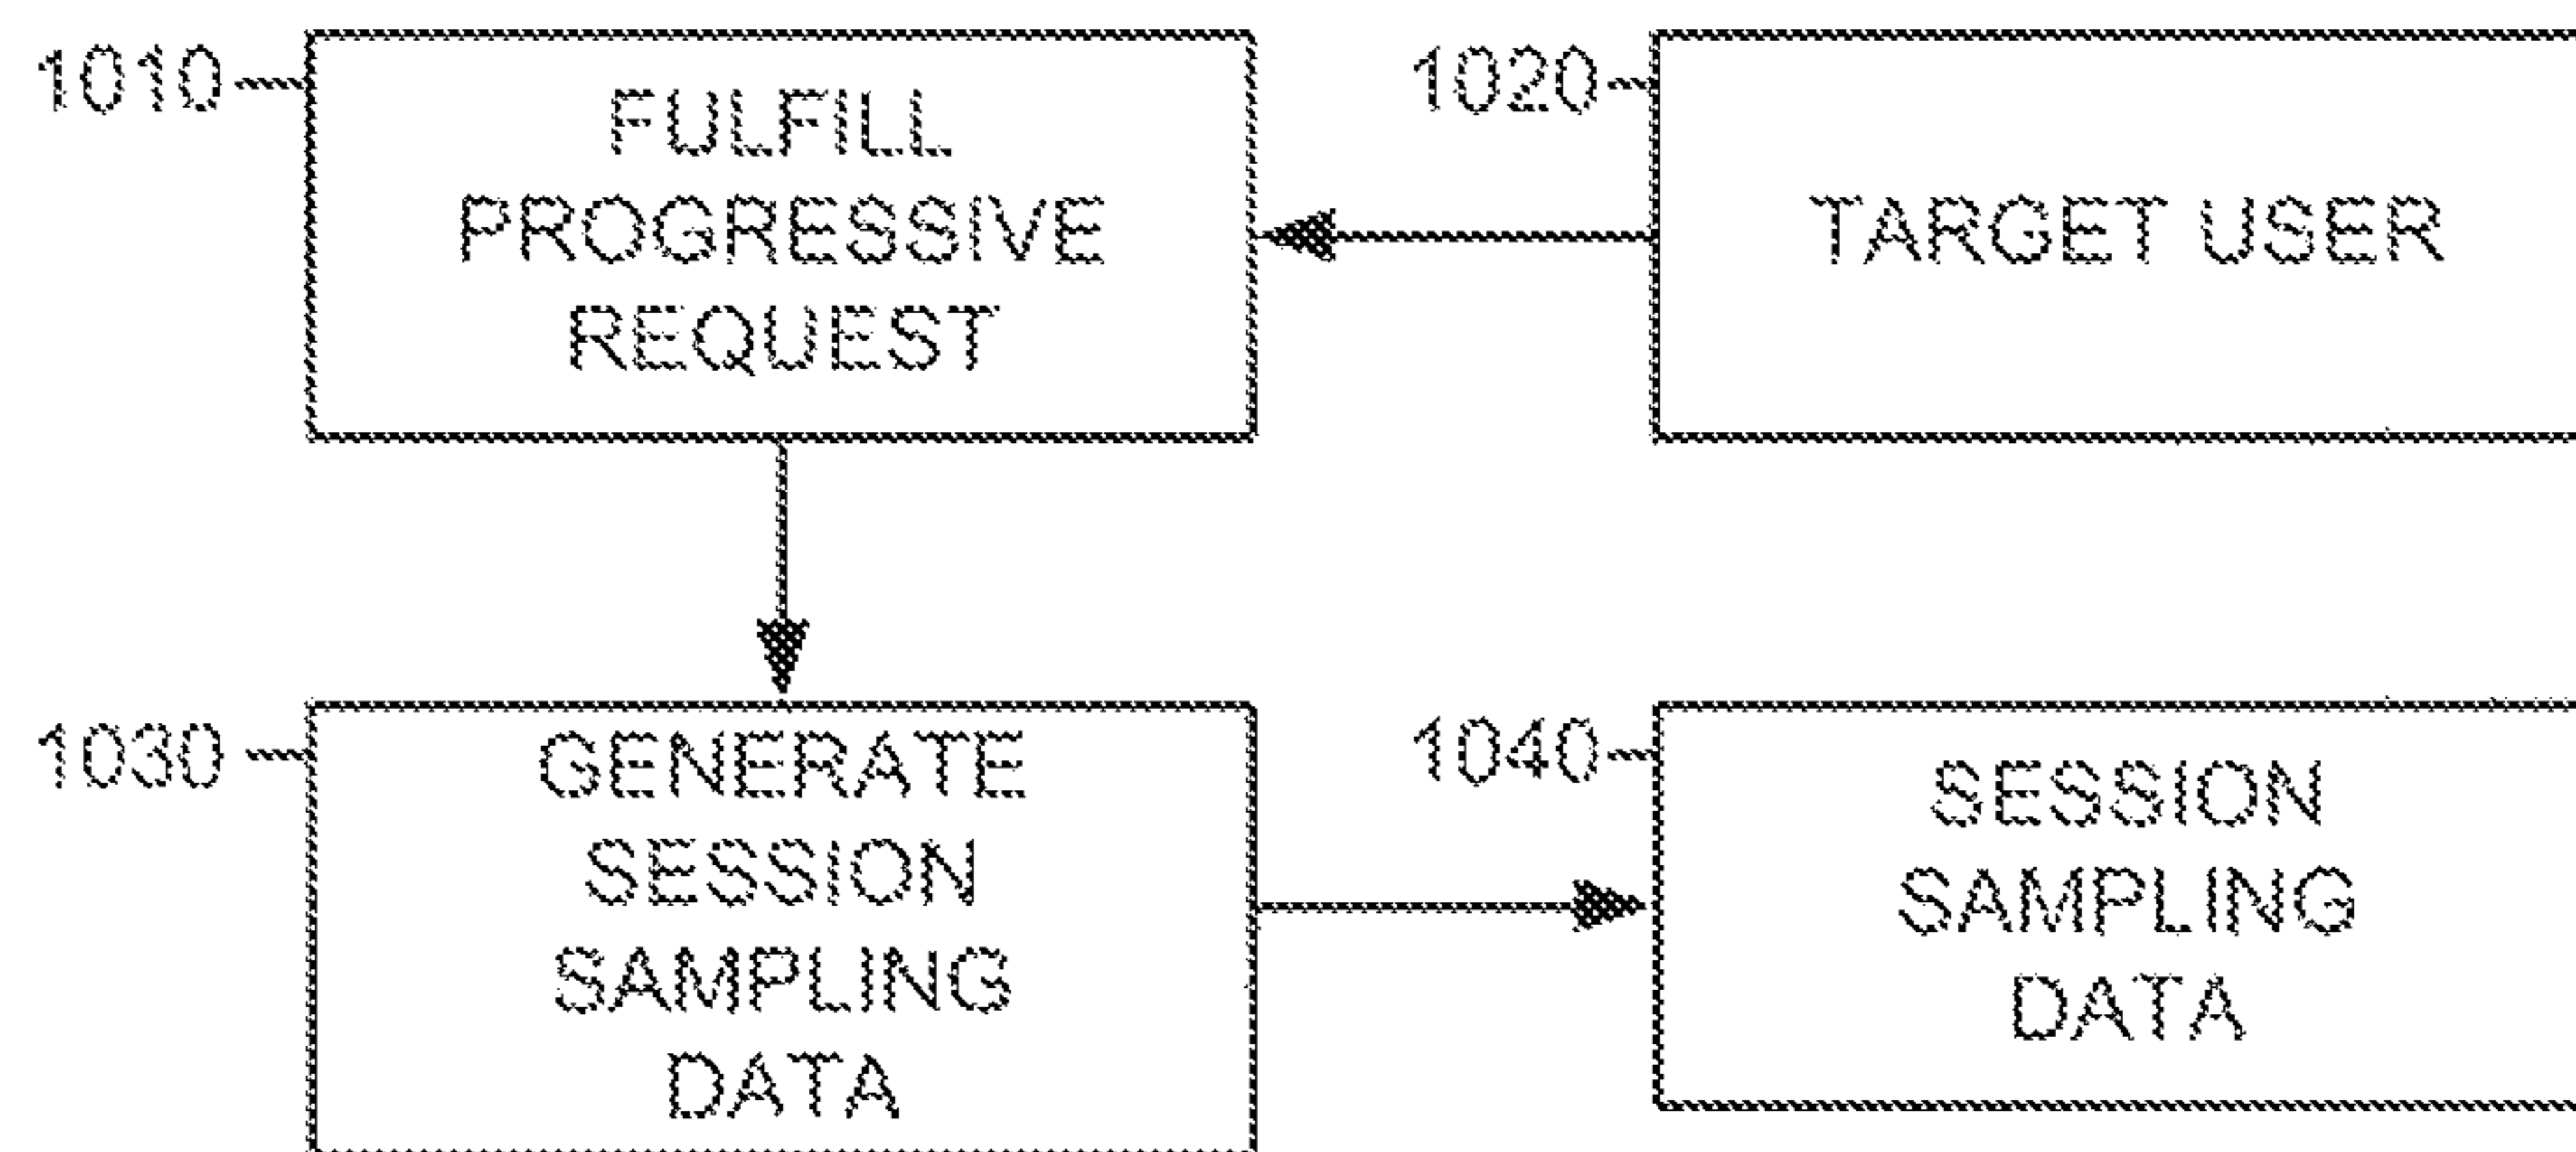 1010
FULFILL
PROGRESSIVE
REQUEST
1020
TARGET USER
1030
GENERATE
SESSION
SAMPLING
DATA
1040
SESSION
SAMPLING
DATA